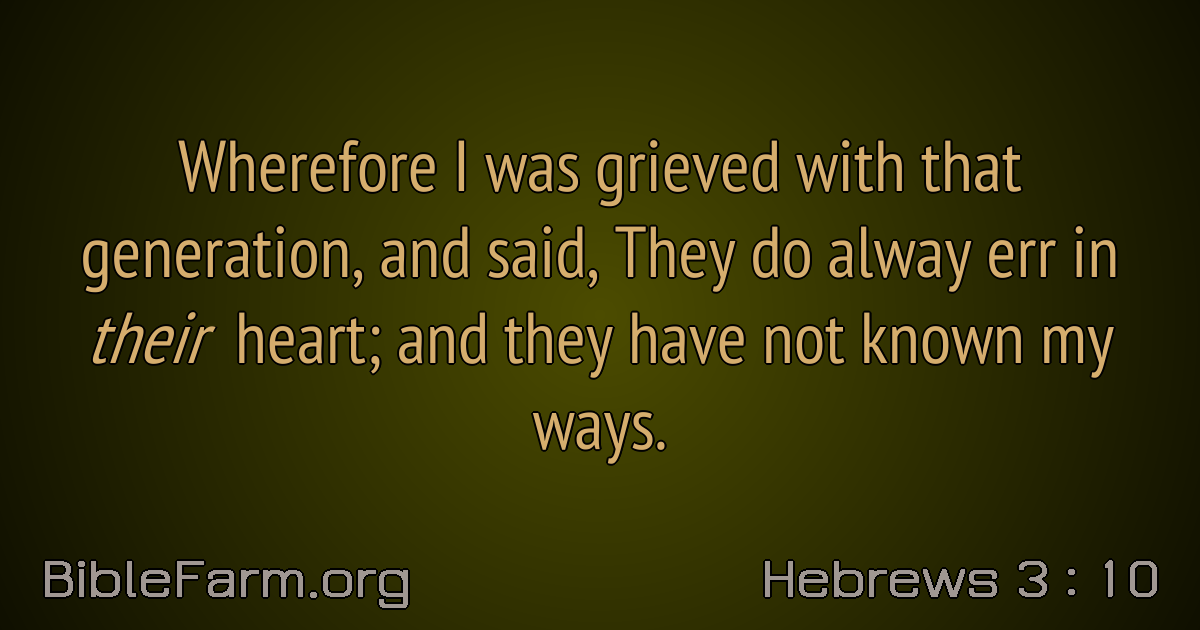 Wherefore I was grieved with that
generation, and said, They do alway err in
their heart; and they have not known my
ways.
BibleFarm.org
Hebrews 3 : 10